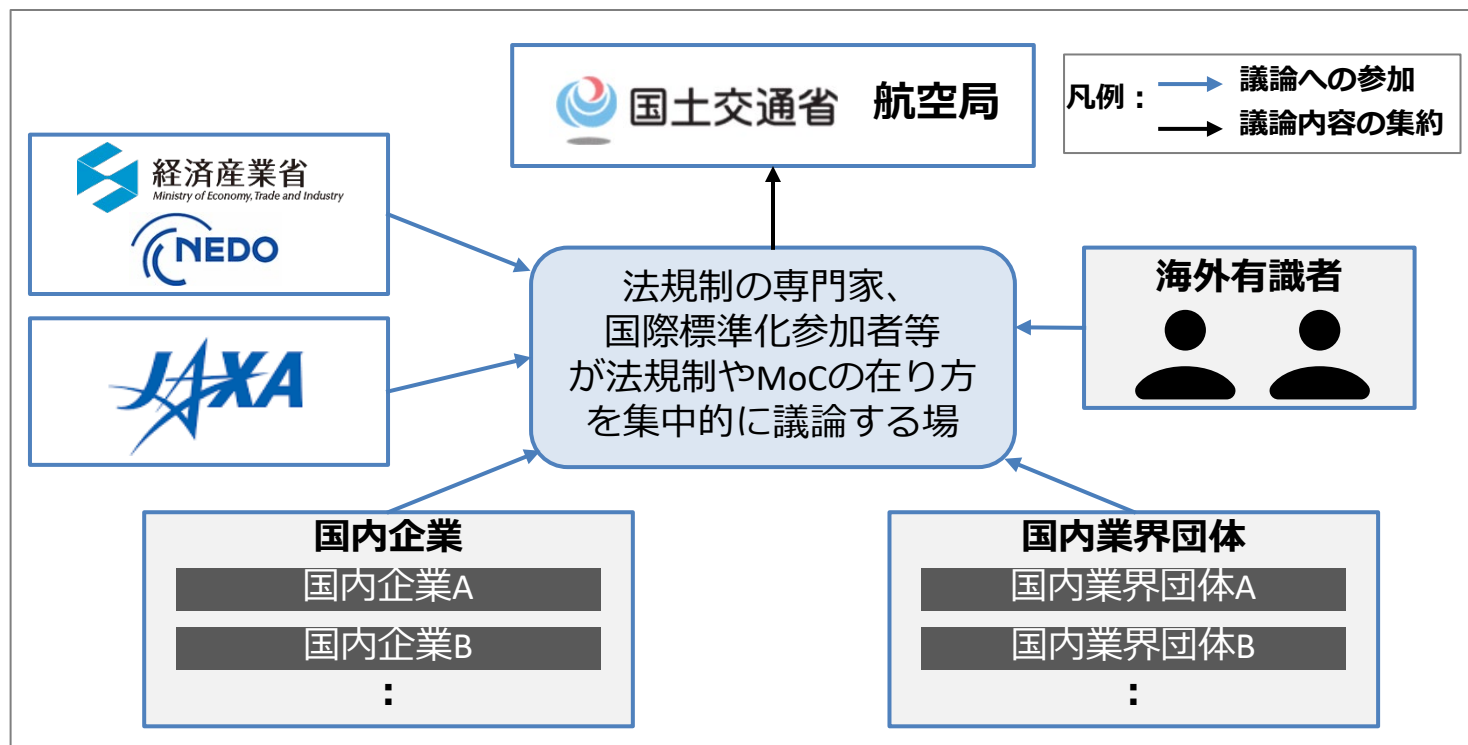 国土交通省 航空局
凡例：
議論への参加
議論内容の集約
経済産業省
Ministry of Economy, Trade and Industry
NEDO
JAXA
法規制の専門家、
国際標準化参加者等
が法規制やMoCの在り方
を集中的に議論する場
海外有識者
国内企業
国内企業A
国内企業B
：
国内業界団体
国内業界団体A
国内業界団体B
：